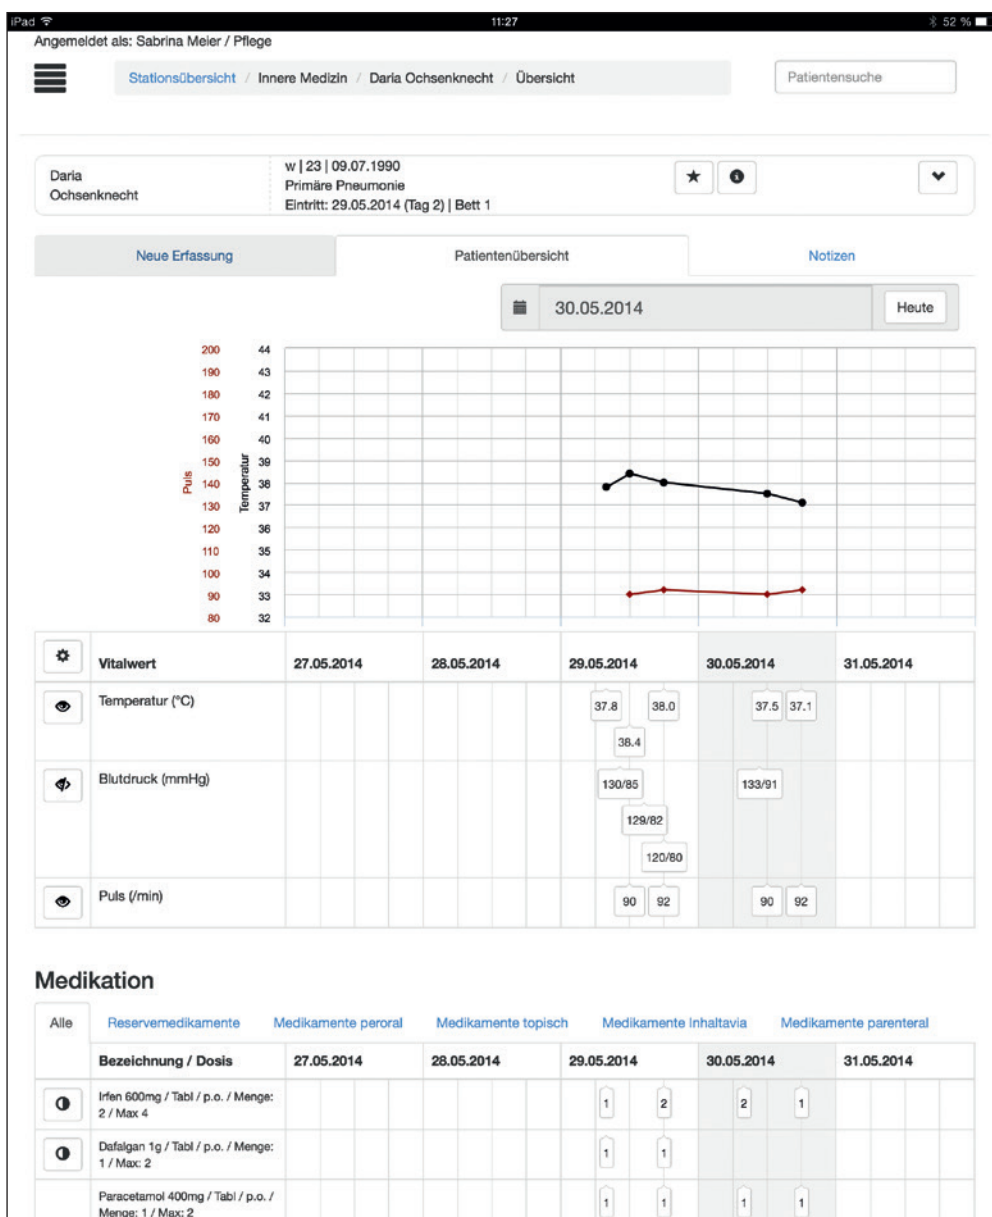 iPad 11:27 52 %
Angemeldet als: Sabrina Meier / Pflege
Stationsübersicht / Innere Medizin / Daria Ochsenknecht / Übersicht
Patientensuche
Daria
Ochsenknecht
w | 23 | 09.07.1990
Primäre Pneumonie
Eintritt: 29.05.2014 (Tag 2) | Bett 1
Neue Erfassung Patientenübersicht Notizen
30.05.2014 Heute
Puls
Temperatur
200 44
190 43
180 42
170 41
160 40
150 39
140 38
130 37
120 36
110 35
100 34
90 33
80 32
Vitalwert 27.05.2014 28.05.2014 29.05.2014 30.05.2014 31.05.2014
Temperatur (°C) 37.8 38.0 37.5 37.1
38.4
Blutdruck (mmHg) 130/85 133/91
129/82
120/80
Puls (/min) 90 92 90 92
Medikation
Alle Reservemedikamente Medikamente peroral Medikamente topisch Medikamente Inhaltavia Medikamente parenteral
Bezeichnung / Dosis 27.05.2014 28.05.2014 29.05.2014 30.05.2014 31.05.2014
Irfen 600mg / Tabl / p.o. / Menge:
2 / Max 4
1 2 2 1
Dafalgan 1g / Tabl / p.o. / Menge:
1 / Max: 2
1 1
Paracetamol 400mg / Tabl / p.o. /
Menge: 1 / Max: 2
1 1 1 1